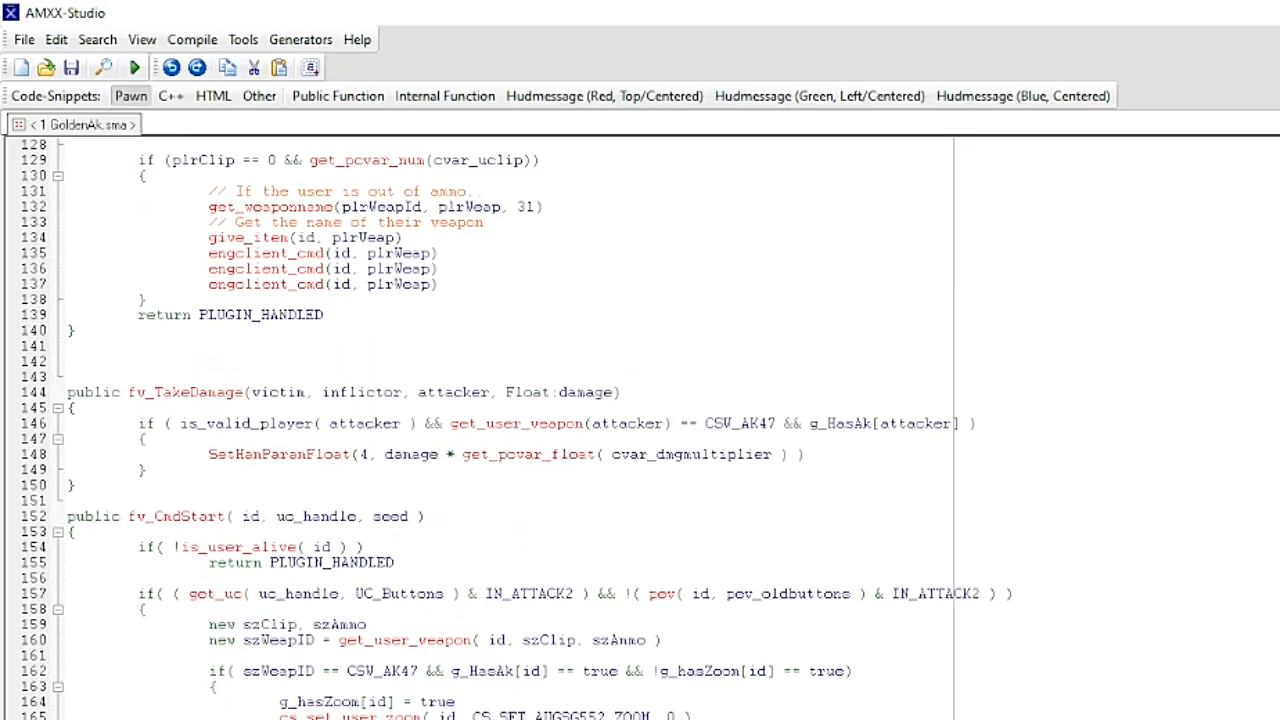 AMXX-Studio
File Edit Search View Compile Tools Generators Help
Code-Snippets: Pawn C++ HTML Other Public Function Internal Function Hudmessage (Red, Top/Centered) Hudmessage (Green, Left/Centered) Hudmessage (Blue, Centered)
< 1 GoldenAk.sma >
128
129 if (plrClip == 0 && get_pcvar_num(cvar_uclip))
130 {
131 // If the user is out of ammo..
132 get_weaponname(plrWeapId, plrWeap, 31)
133 // Get the name of their weapon
134 give_item(id, plrWeap)
135 engclient_cmd(id, plrWeap)
136 engclient_cmd(id, plrWeap)
137 engclient_cmd(id, plrWeap)
138 }
139 return PLUGIN_HANDLED
140 }
141
142
143
144 public fw_TakeDamage(victim, inflictor, attacker, Float:damage)
145 {
146 if ( is_valid_player( attacker ) && get_user_weapon(attacker) == CSW_AK47 && g_HasAk[attacker] )
147 {
148 SetHamParamFloat(4, damage * get_pcvar_float( cvar_dmgmultiplier ) )
149 }
150 }
151
152 public fw_CmdStart( id, uc_handle, seed )
153 {
154 if( !is_user_alive( id ) )
155 return PLUGIN_HANDLED
156
157 if( ( get_uc( uc_handle, UC_Buttons ) & IN_ATTACK2 ) && !( pev( id, pev_oldbuttons ) & IN_ATTACK2 ) )
158 {
159 new szClip, szAmmo
160 new szWeapID = get_user_weapon( id, szClip, szAmmo )
161
162 if( szWeapID == CSW_AK47 && g_HasAk[id] == true && !g_hasZoom[id] == true)
163 {
164 g_hasZoom[id] = true
165 cs_set_user_zoom( id, CS_SET_AUGSG552_ZOOM, 0 )